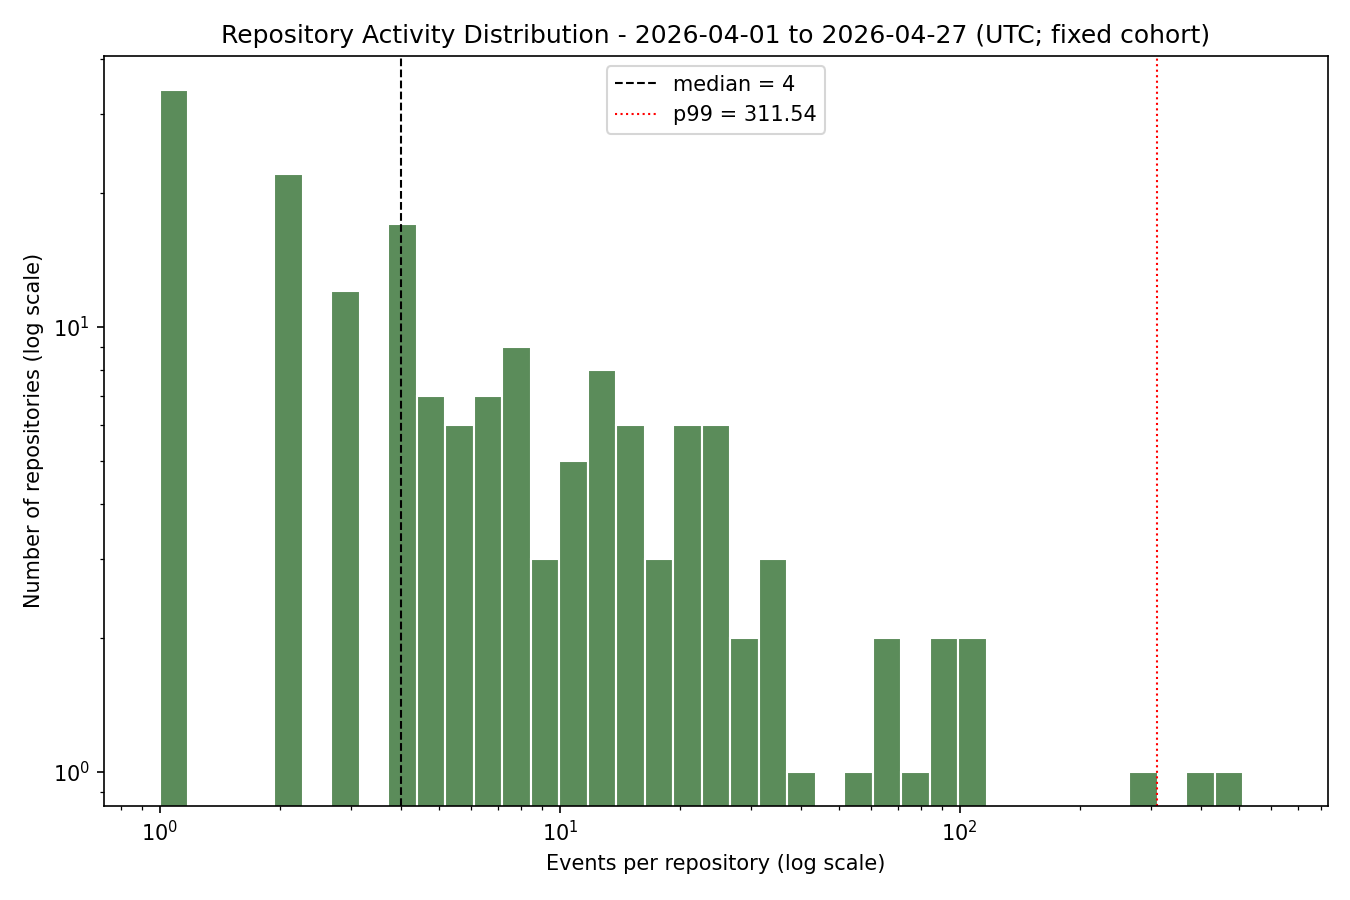 Repository Activity Distribution - 2026-04-01 to 2026-04-27 (UTC; fixed cohort)
median = 4
p99 = 311.54
Number of repositories (log scale)
10¹
10⁰
10⁰
10¹
10²
Events per repository (log scale)